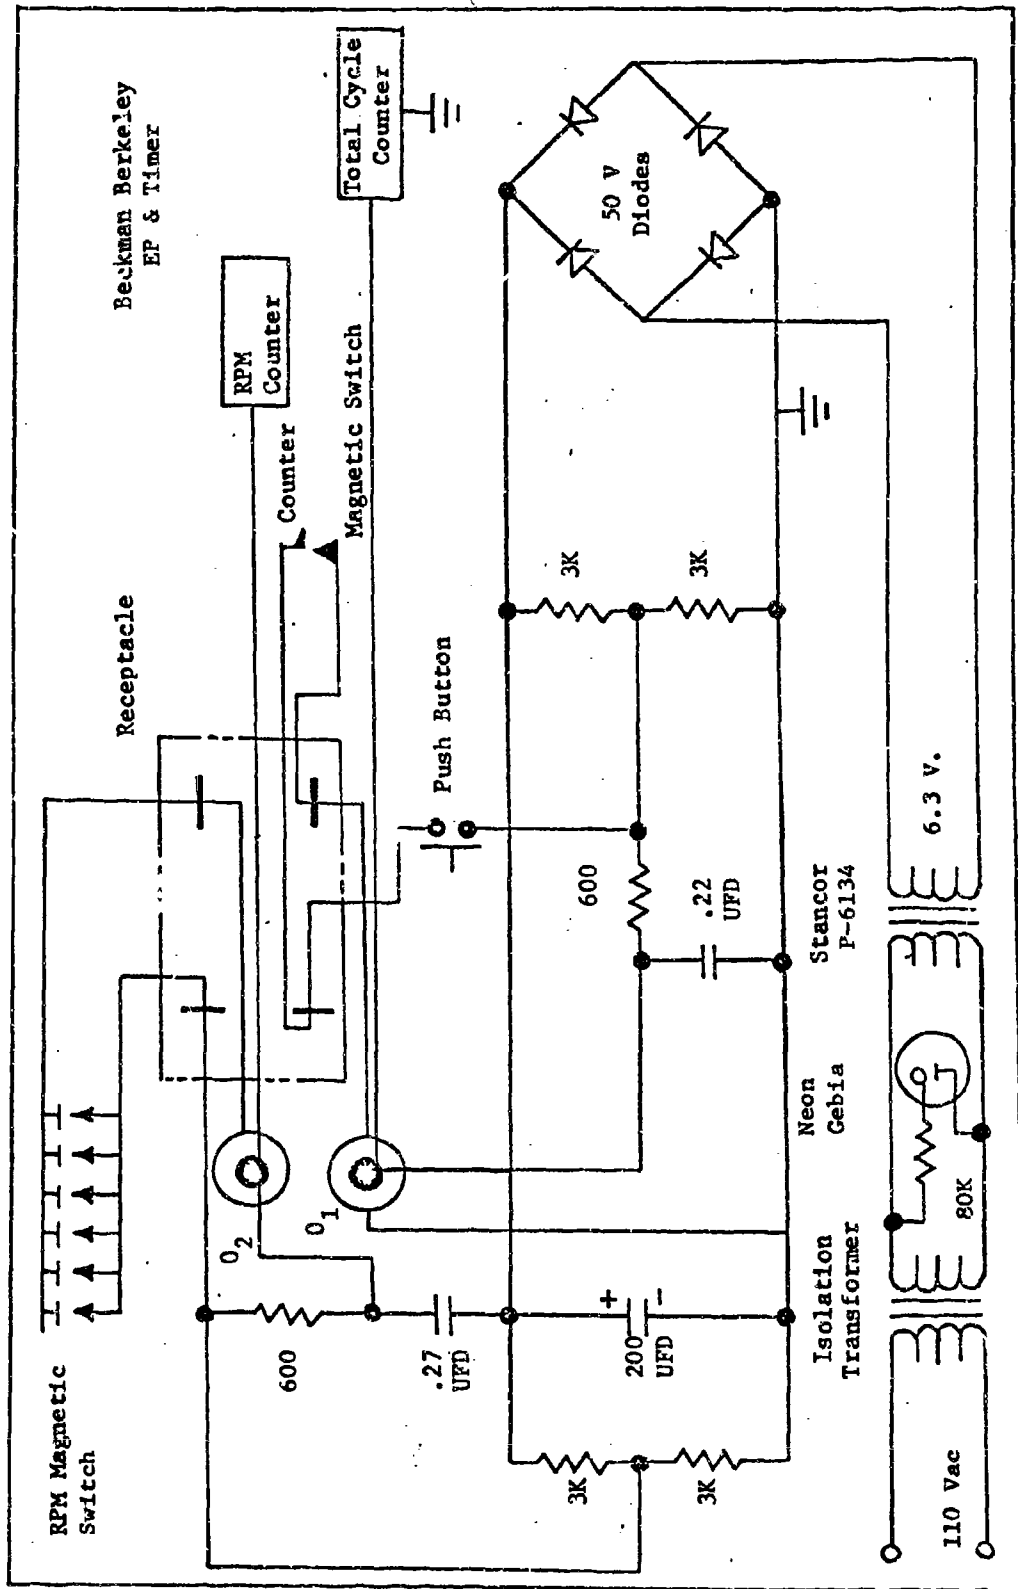 RPM Magnetic
Switch
Receptacle
Beckman Berkeley
EP & Timer
RPM
Counter
Total Cycle
Counter
Counter
Magnetic Switch
O2
O1
Push Button
600
.27
UFD
200
UFD
+
-
3K
3K
600
.22
UFD
3K
3K
50 V
Diodes
Isolation
Transformer
Neon
Gebia
Stancor
P-6134
110 Vac
80K
6.3 V.